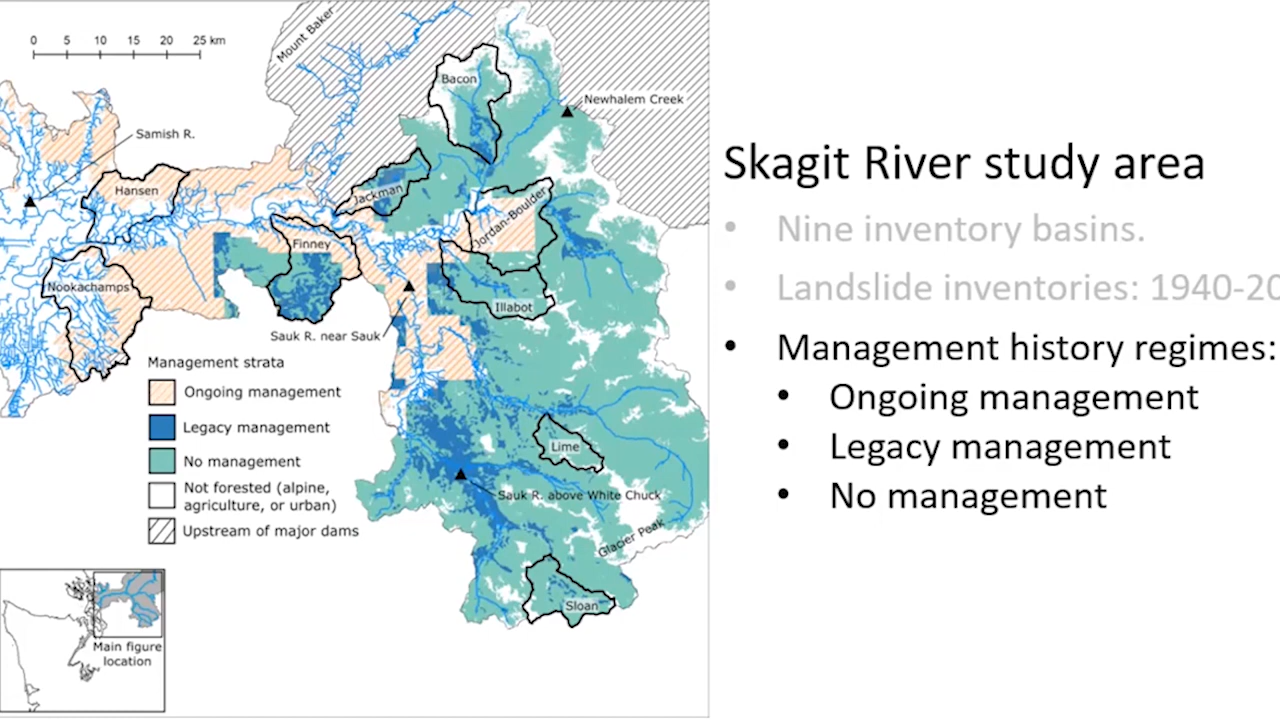 0 5 10 15 20 25 km
Mount Baker
Bacon
Newhalem Creek
Samish R.
Hansen
Jackman
Jordan-Boulder
Finney
Nookachamps
Illabot
Sauk R. near Sauk
Management strata
Ongoing management
Legacy management
No management
Not forested (alpine,
agriculture, or urban)
Upstream of major dams
Lime
Sauk R. above White Chuck
Glacier Peak
Sloan
Main figure
location
Skagit River study area
• Nine inventory basins.
• Landslide inventories: 1940-20
• Management history regimes:
• Ongoing management
• Legacy management
• No management